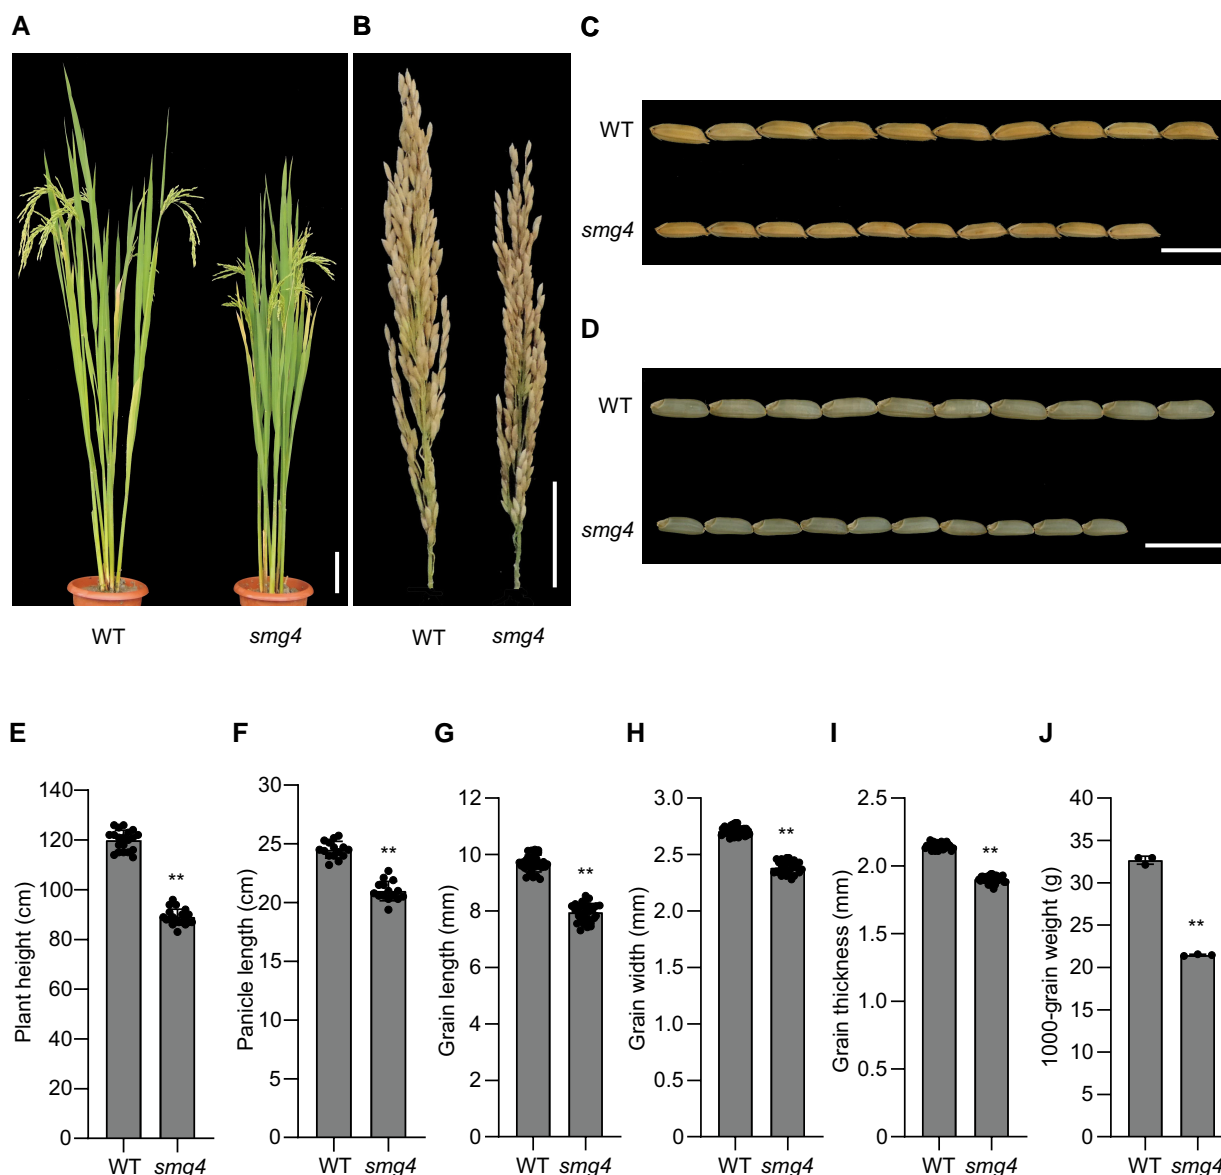 A
B
C
WT
smg4
D
WT
smg4
WT
smg4
WT
smg4
E
F
G
H
I
J
Plant height (cm)
140
120
100
80
60
40
20
0
**
WT
smg4
Panicle length (cm)
30
25
20
15
10
5
0
**
WT
smg4
Grain length (mm)
12
10
8
6
4
2
0
**
WT
smg4
Grain width (mm)
3.0
2.5
2.0
1.5
1.0
0.5
0
**
WT
smg4
Grain thickness (mm)
2.5
2.0
1.5
1.0
0.5
0
**
WT
smg4
1000-grain weight (g)
40
35
30
25
20
15
10
5
0
**
WT
smg4